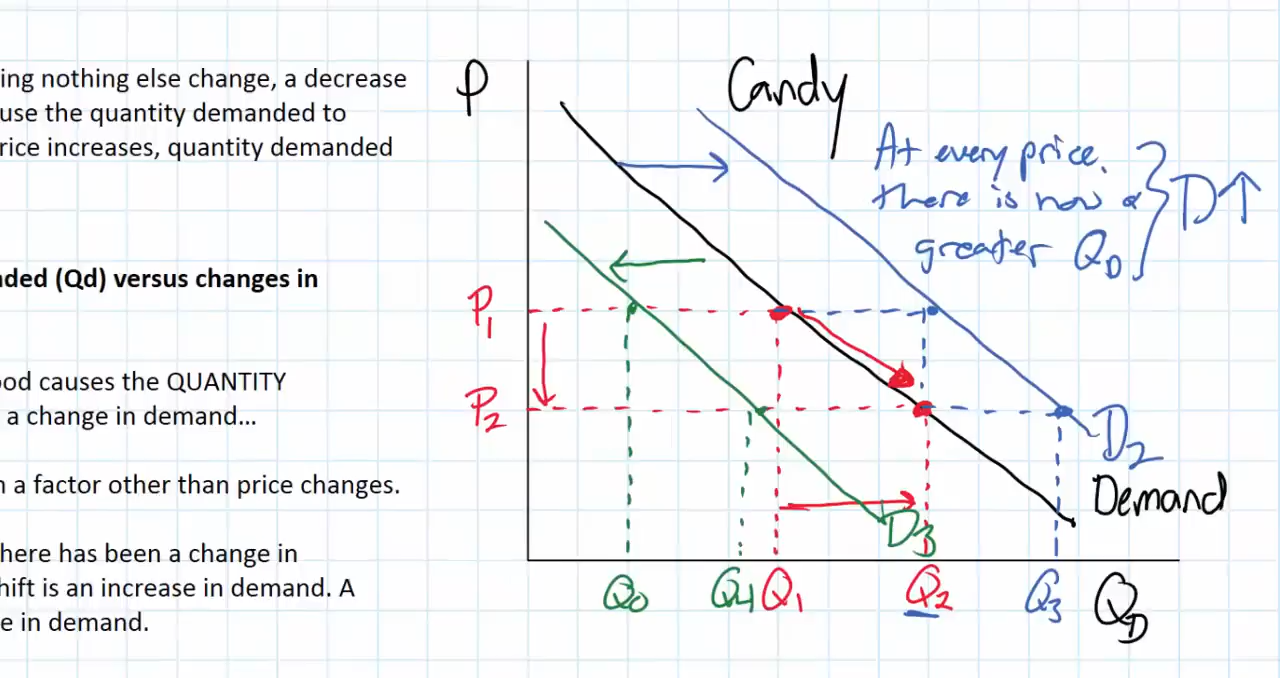 ing nothing else change, a decrease
use the quantity demanded to
rice increases, quantity demanded
ded (Qd) versus changes in
ood causes the QUANTITY
a change in demand...
n a factor other than price changes.
here has been a change in
hift is an increase in demand. A
e in demand.
P
Candy
At every price.
there is now a
greater QD
D↑
P1
P2
D2
Demand
D3
Q0
Q4
Q1
Q2
Q3
QD